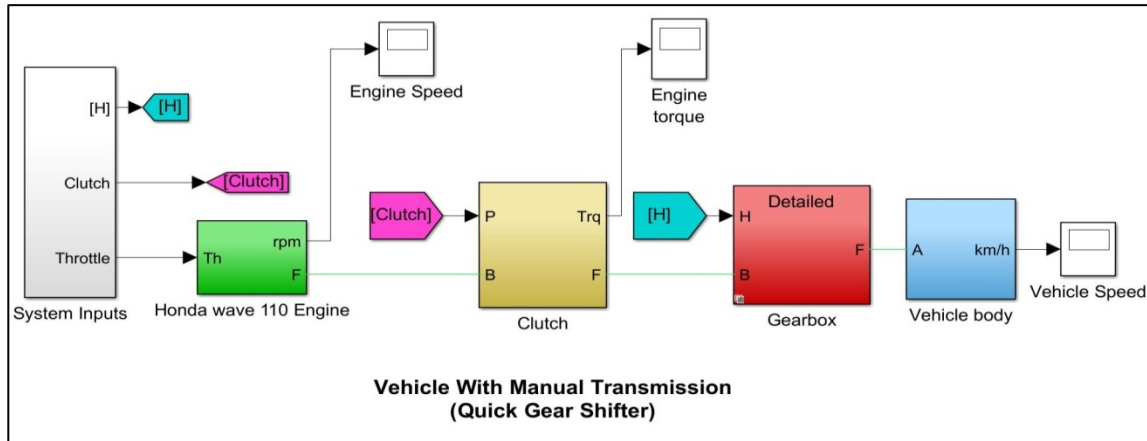 Engine Speed
Engine
torque
[H]
[H]
Clutch
[Clutch]
Throttle
System Inputs
Th
rpm
F
Honda wave 110 Engine
[Clutch]
P
Trq
B
F
Clutch
[H]
Detailed
H
F
B
Gearbox
A
km/h
Vehicle body
Vehicle Speed
Vehicle With Manual Transmission
(Quick Gear Shifter)